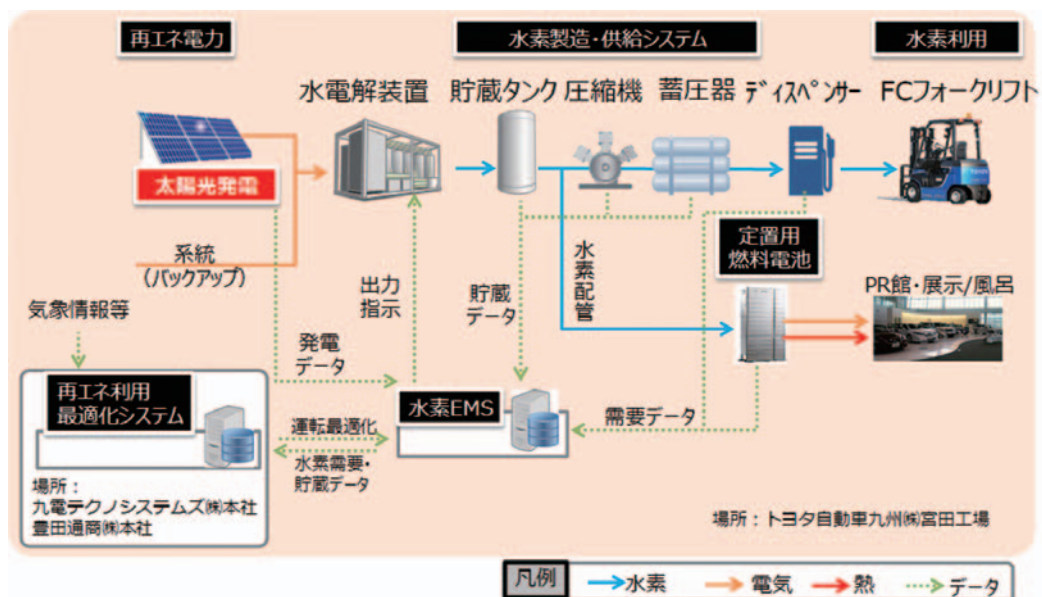 再エネ電力
水素製造・供給システム
水素利用
水電解装置
貯蔵タンク
圧縮機
蓄圧器
ディスペンサー
FCフォークリフト
太陽光発電
系統
(バックアップ)
気象情報等
出力
指示
発電
データ
貯蔵
データ
水素配管
定置用
燃料電池
PR館・展示/風呂
再エネ利用
最適化システム
水素EMS
運転最適化
水素需要・
貯蔵データ
需要データ
場所：
九電テクノシステムズ㈱本社
豊田通商㈱本社
場所：トヨタ自動車九州㈱宮田工場
凡例
水素
電気
熱
データ